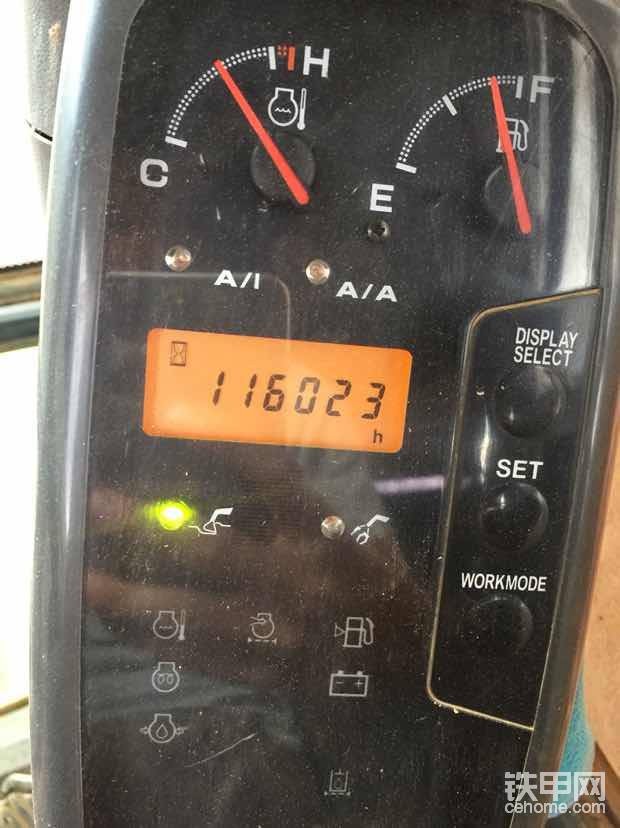 H
F
C
E
A/I
A/A
DISPLAY
SELECT
116023
h
SET
WORKMODE
铁甲网
cehome.com